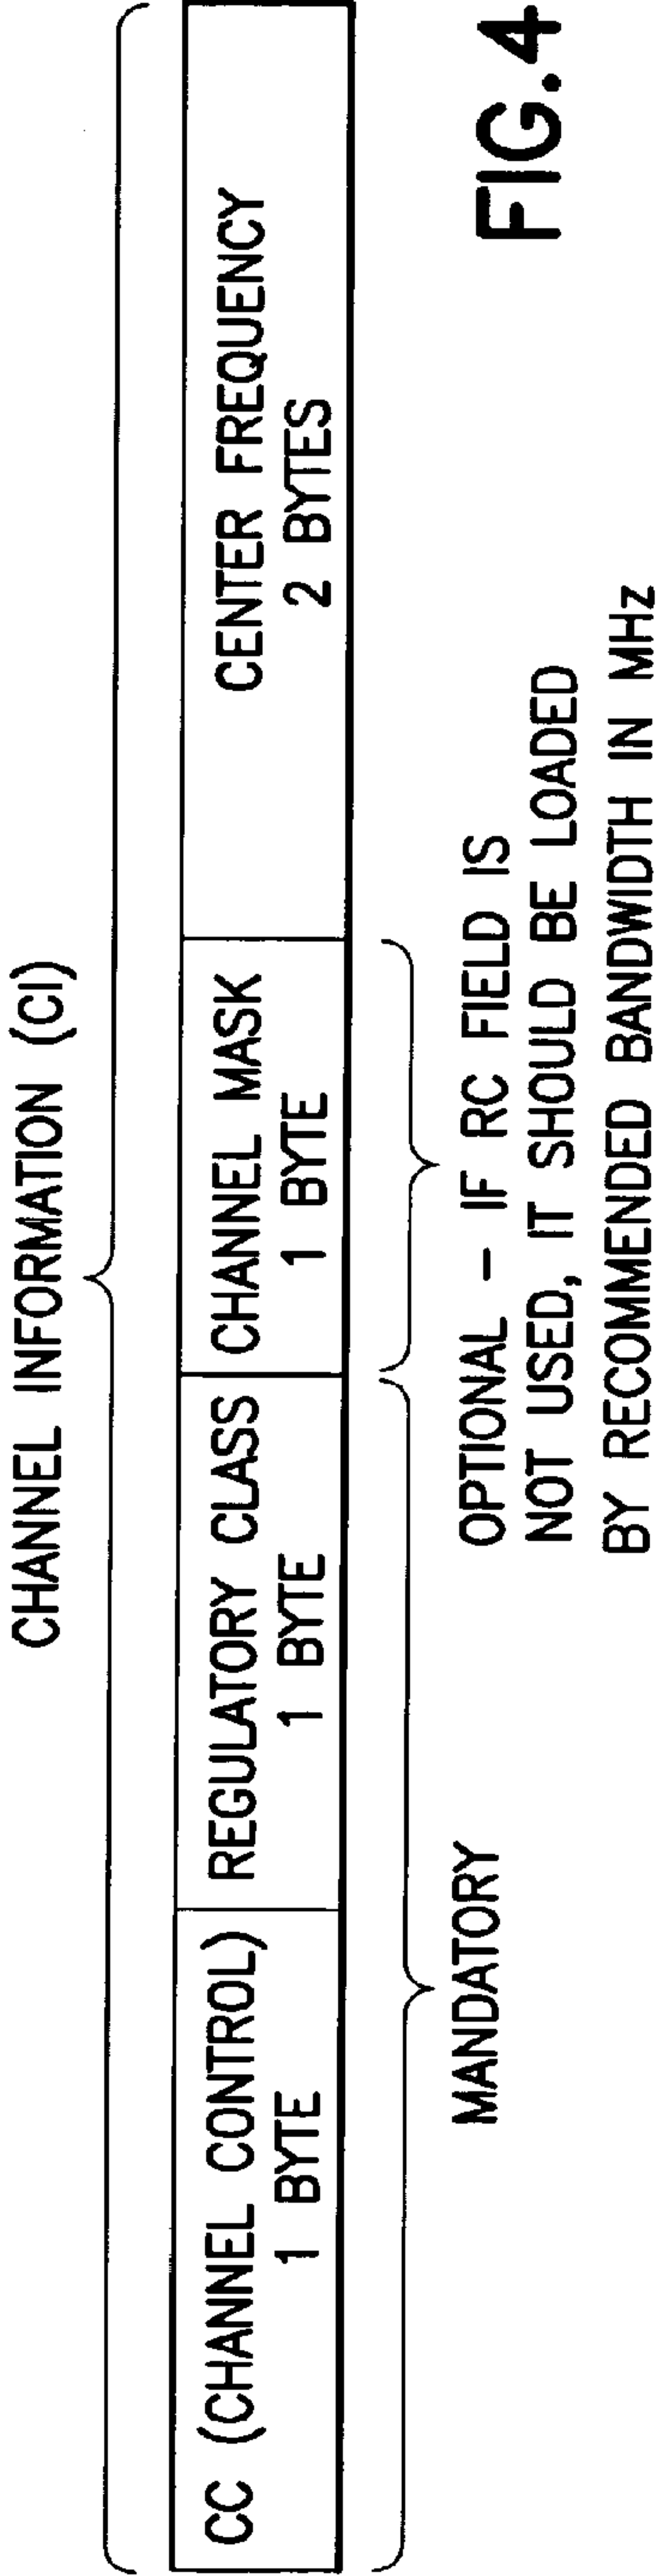 CHANNEL INFORMATION (CI)
CC (CHANNEL CONTROL)
1 BYTE
REGULATORY CLASS
1 BYTE
CHANNEL MASK
1 BYTE
CENTER FREQUENCY
2 BYTES
MANDATORY
OPTIONAL – IF RC FIELD IS
NOT USED, IT SHOULD BE LOADED
BY RECOMMENDED BANDWIDTH IN MHz
FIG.4